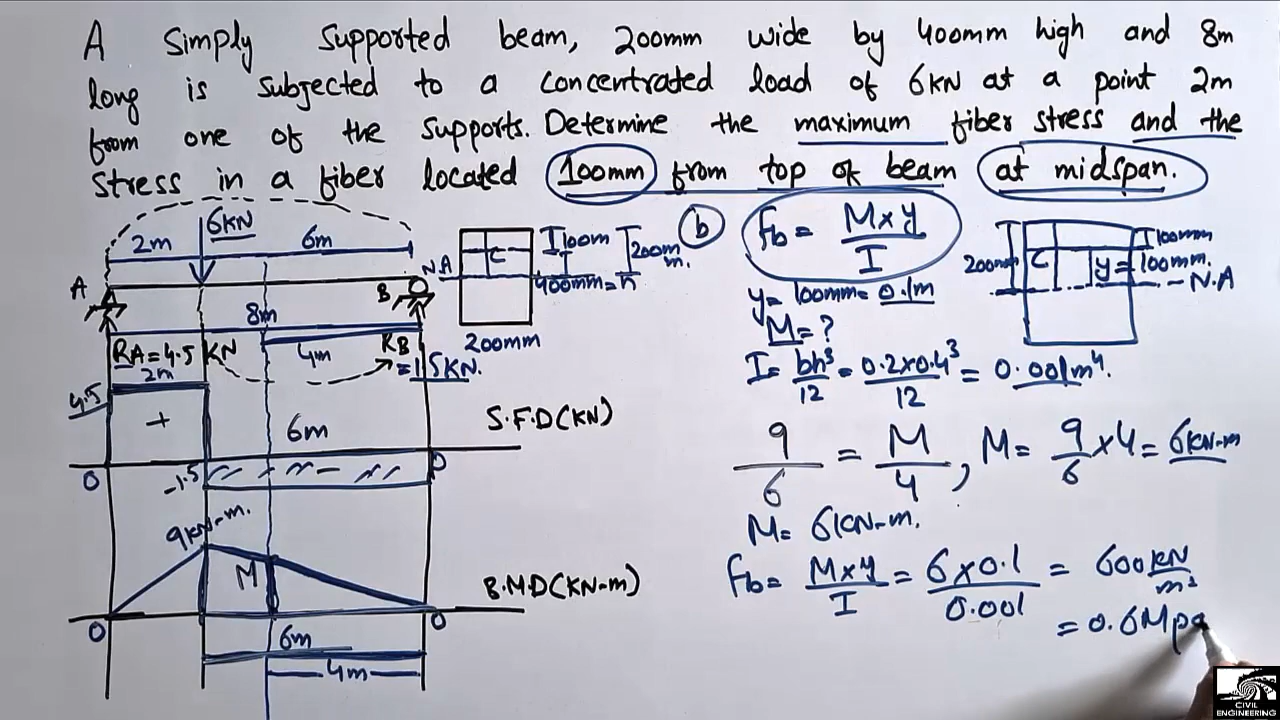 A simply supported beam, 200mm wide by 400mm high and 8m
long is subjected to a concentrated load of 6KN at a point 2m
from one of the supports. Determine the maximum fiber stress and the
stress in a fiber located 100mm from top of beam at midspan.
6KN
2m 6m
A B
8m
4m
RA=4.5 KN
RB
=1.5KN.
2m
4.5
+
6m
S.F.D(KN)
0 0
-1.5
9KN-m.
M
B.M.D(KN-m)
0 0
6m
4m
N.A
C
100m
200m
m.
400mm=h
200mm
b
Fb = M×y / I
y= 100mm= 0.1m
M= ?
I= bh³/12 = 0.2×0.4³/12 = 0.001m⁴.
9/6 = M/4, M= 9/6 ×4= 6KN-m
M= 6KN-m.
Fb= M×y/I = 6×0.1/0.001 = 600KN/m²
= 0.6Mpa
200mm
C
100mm
y= 100mm.
N.A
CIVIL
ENGINEERING